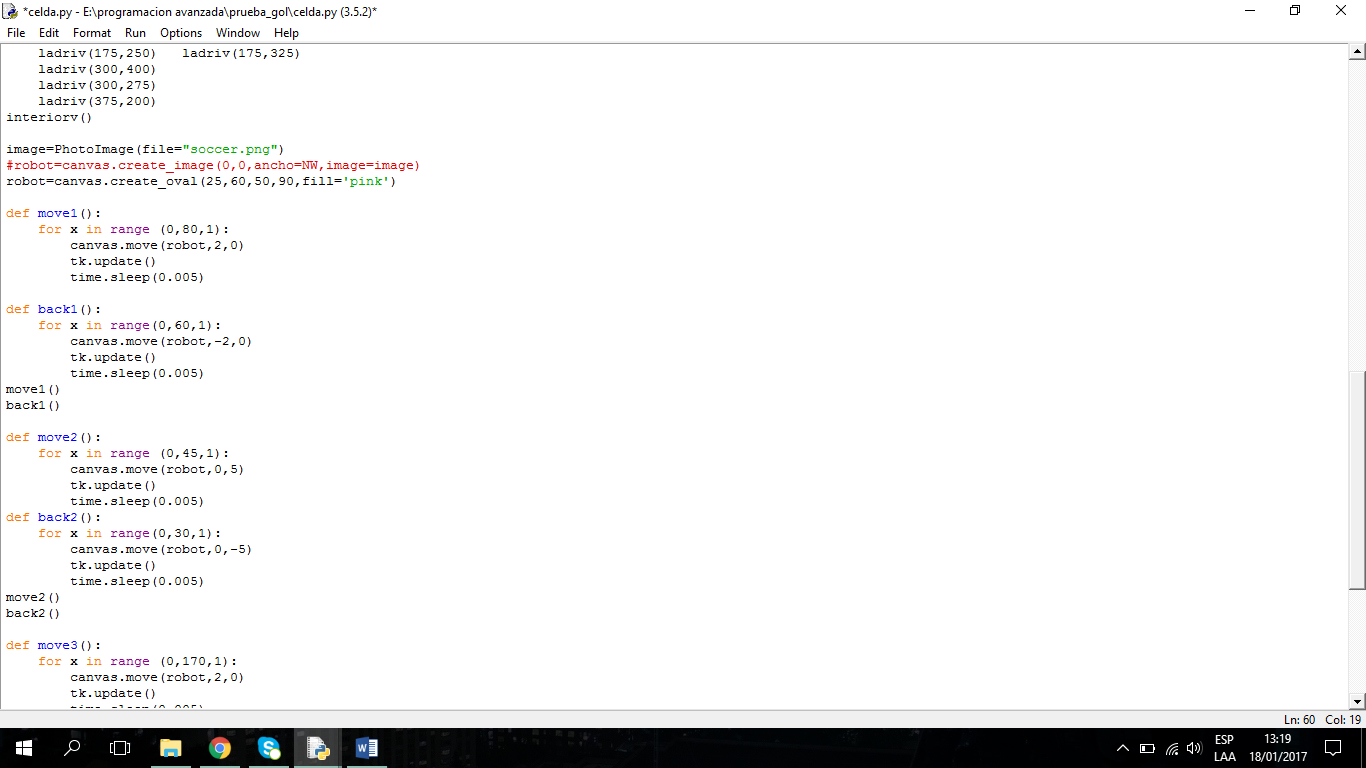 *celda.py - E:\programacion avanzada\prueba_gol\celda.py (3.5.2)*
File Edit Format Run Options Window Help
    ladriv(175,250)   ladriv(175,325)
    ladriv(300,400)
    ladriv(300,275)
    ladriv(375,200)
interiorv()
image=PhotoImage(file="soccer.png")
#robot=canvas.create_image(0,0,ancho=NW,image=image)
robot=canvas.create_oval(25,60,50,90,fill='pink')
def move1():
    for x in range (0,80,1):
        canvas.move(robot,2,0)
        tk.update()
        time.sleep(0.005)
def back1():
    for x in range(0,60,1):
        canvas.move(robot,-2,0)
        tk.update()
        time.sleep(0.005)
move1()
back1()
def move2():
    for x in range (0,45,1):
        canvas.move(robot,0,5)
        tk.update()
        time.sleep(0.005)
def back2():
    for x in range(0,30,1):
        canvas.move(robot,0,-5)
        tk.update()
        time.sleep(0.005)
move2()
back2()
def move3():
    for x in range (0,170,1):
        canvas.move(robot,2,0)
        tk.update()
Ln: 60 Col: 19
ESP 13:19
LAA 18/01/2017